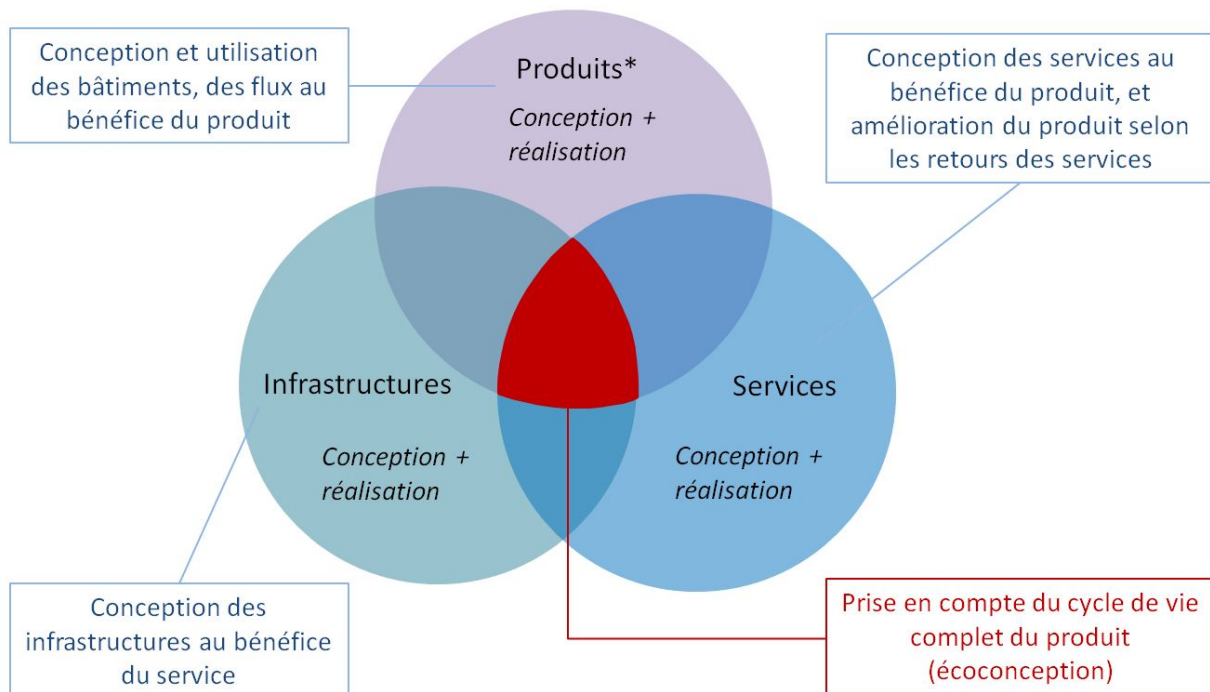 Conception et utilisation
des bâtiments, des flux au
bénéfice du produit
Produits*
Conception +
réalisation
Conception des services au
bénéfice du produit, et
amélioration du produit selon
les retours des services
Infrastructures
Conception +
réalisation
Services
Conception +
réalisation
Conception des
infrastructures au bénéfice
du service
Prise en compte du cycle de vie
complet du produit
(écoconception)